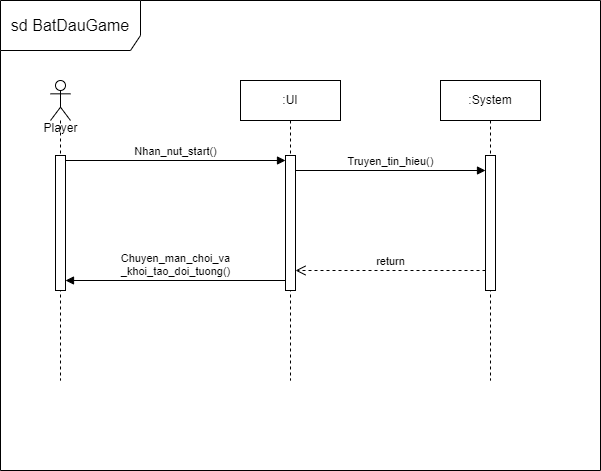 sd BatDauGame
:UI
:System
Player
Nhan_nut_start()
Truyen_tin_hieu()
Chuyen_man_choi_va
_khoi_tao_doi_tuong()
return